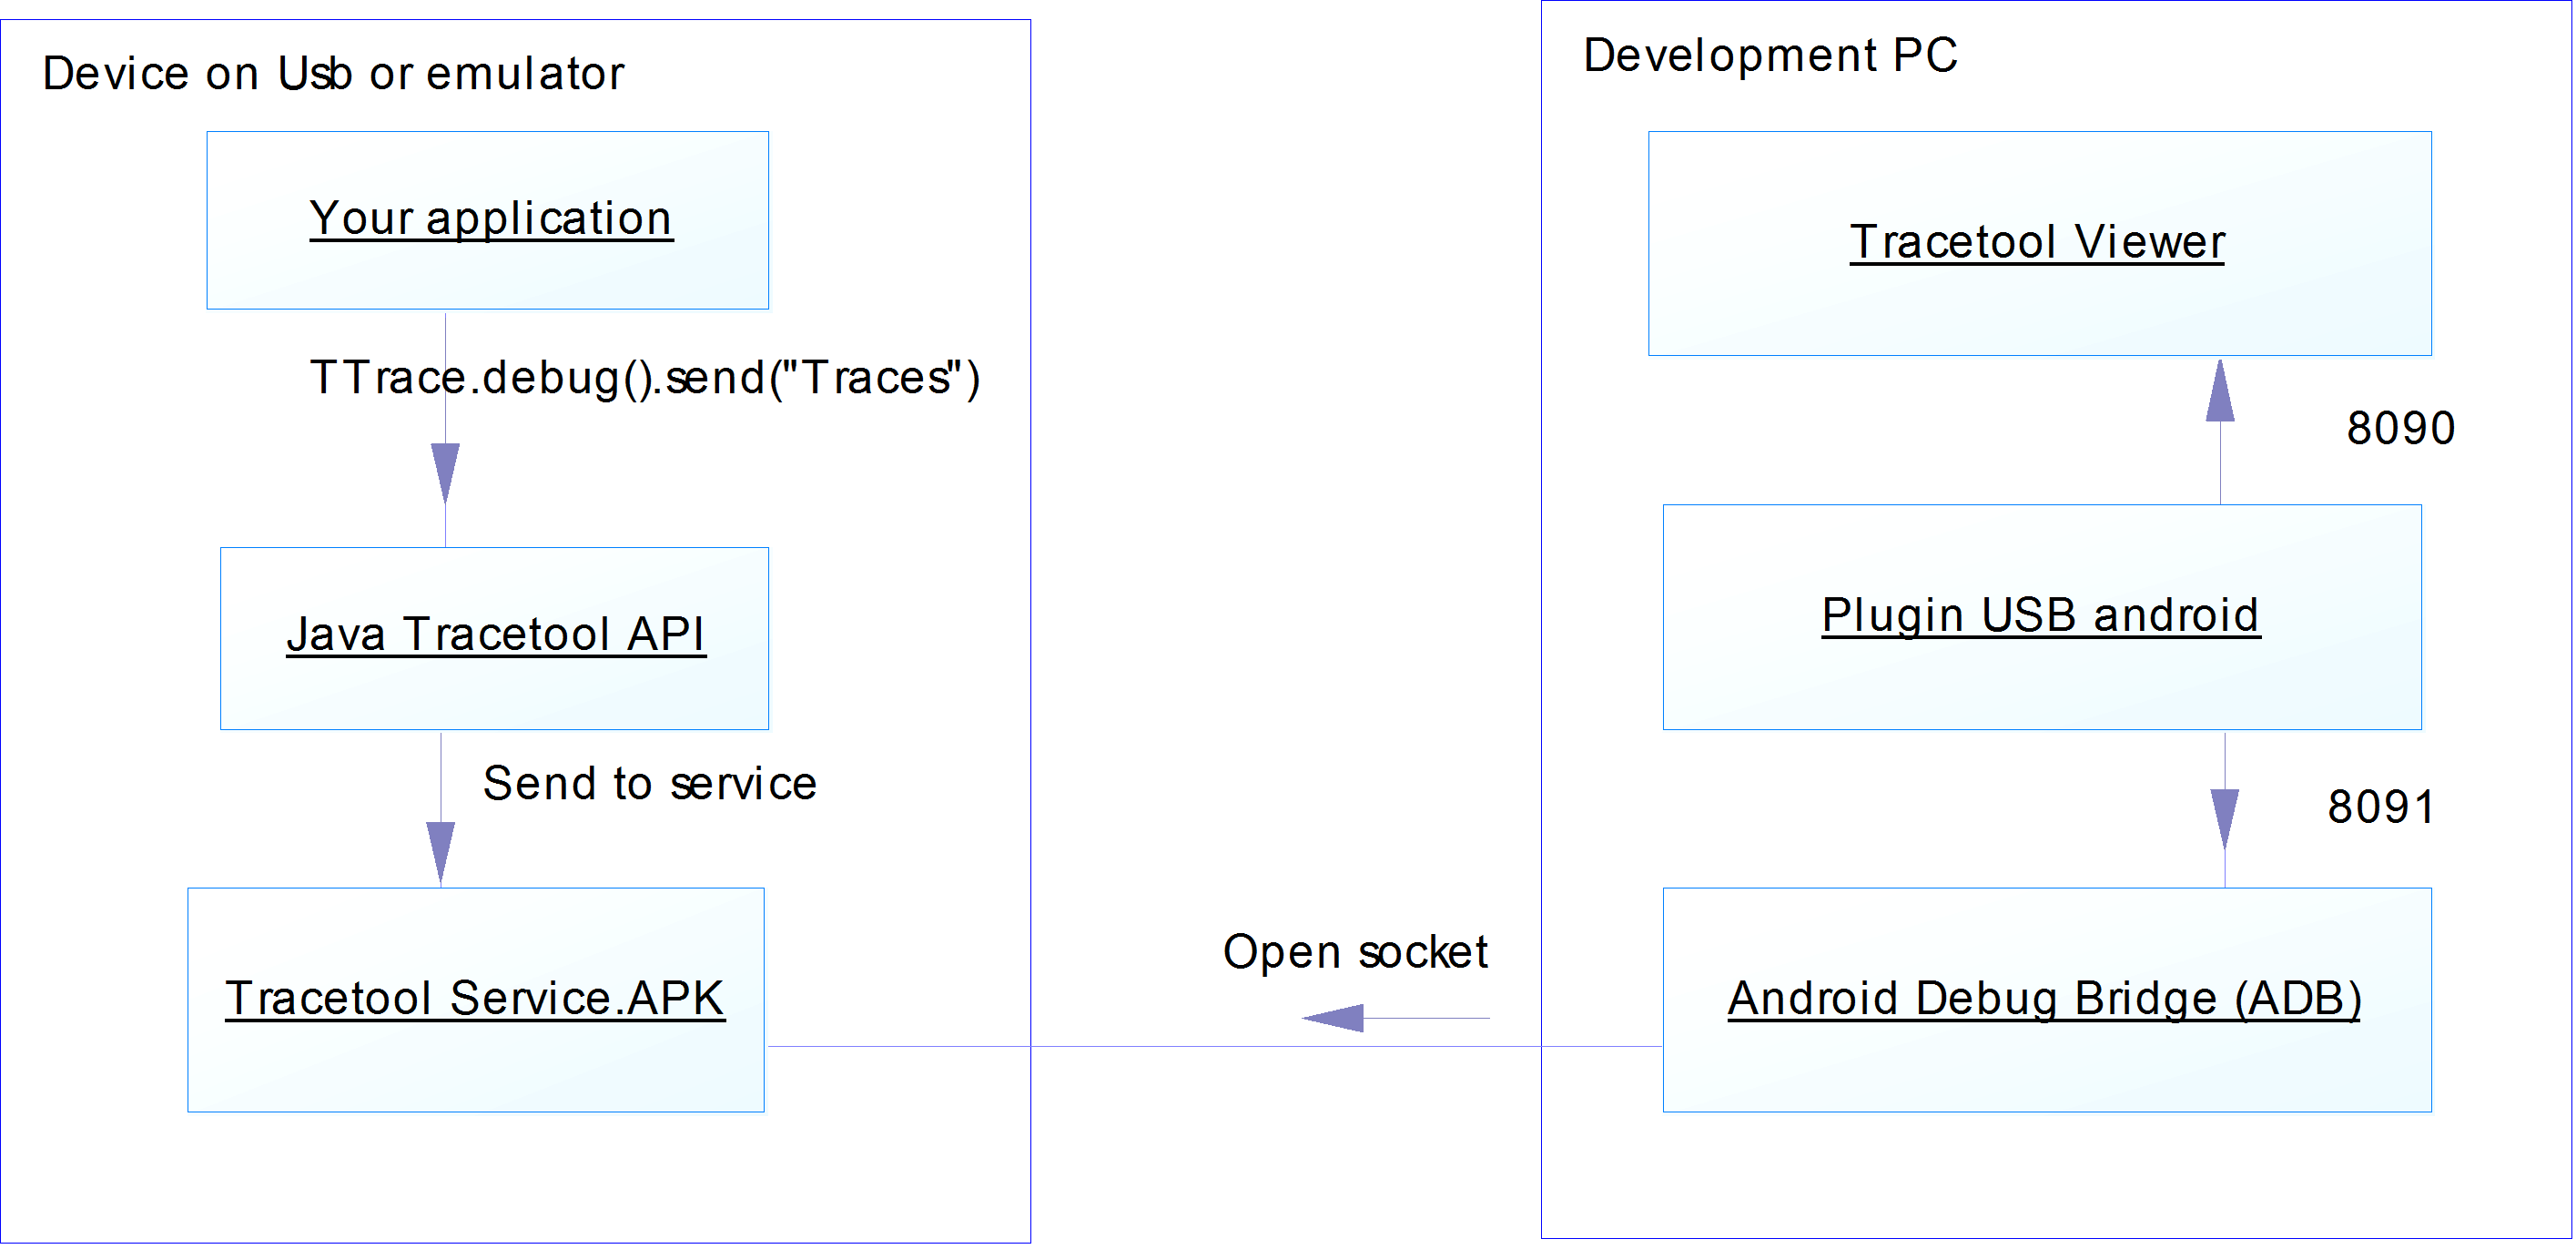 Device on Usb or emulator
Your application
TTrace.debug().send("Traces")
Java Tracetool API
Send to service
Tracetool Service.APK
Open socket
Development PC
Tracetool Viewer
8090
Plugin USB android
8091
Android Debug Bridge (ADB)